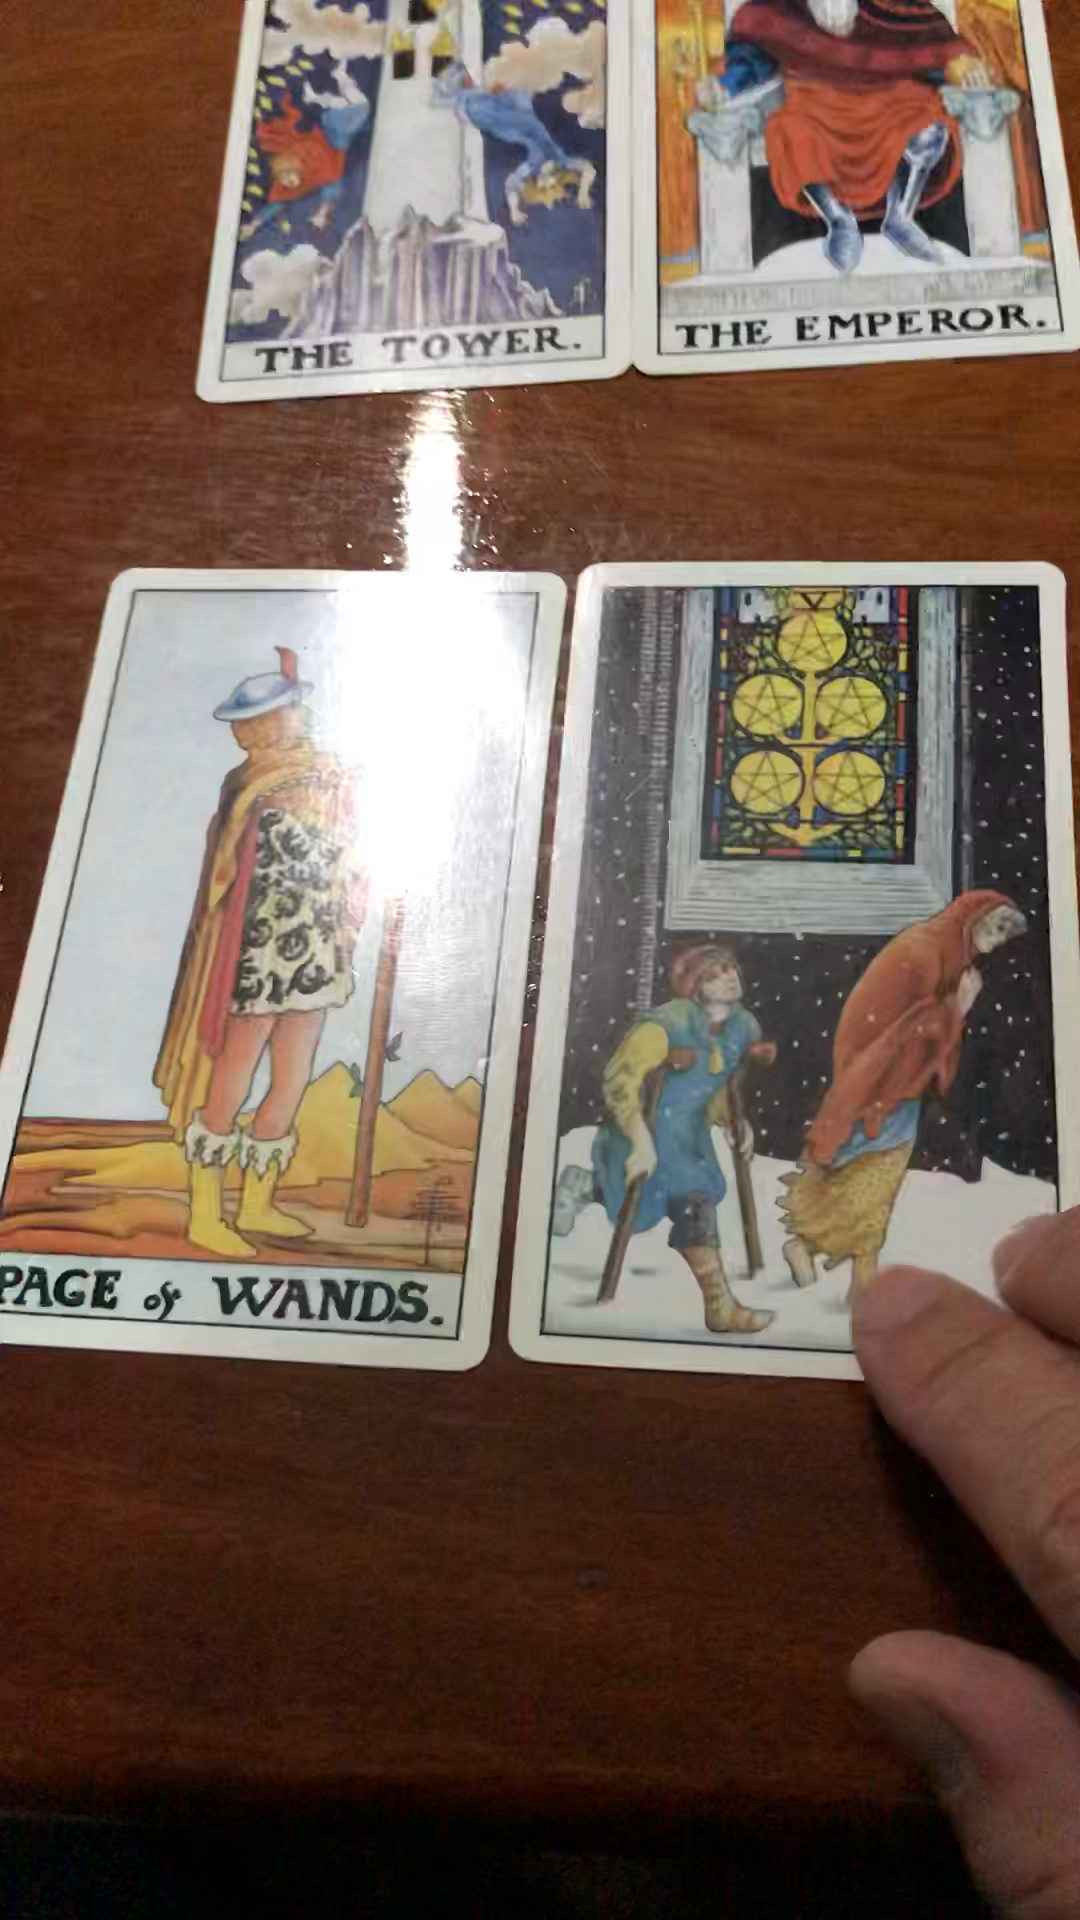 THE TOWER.
THE EMPEROR.
V
PAGE of WANDS.